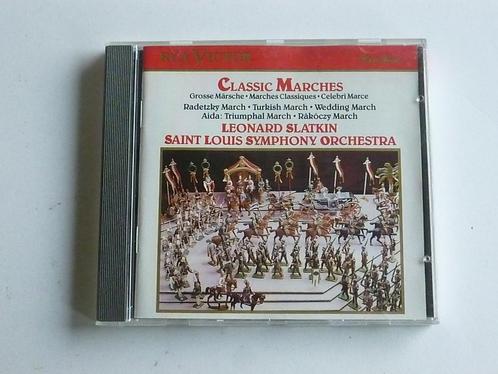 RCA VICTOR
CLASSIC MARCHES
Grosse Märsche • Marches Classiques • Celebri Marce
Radetzky March • Turkish March • Wedding March
Aida: Triumphal March • Rákóczy March
LEONARD SLATKIN
SAINT LOUIS SYMPHONY ORCHESTRA